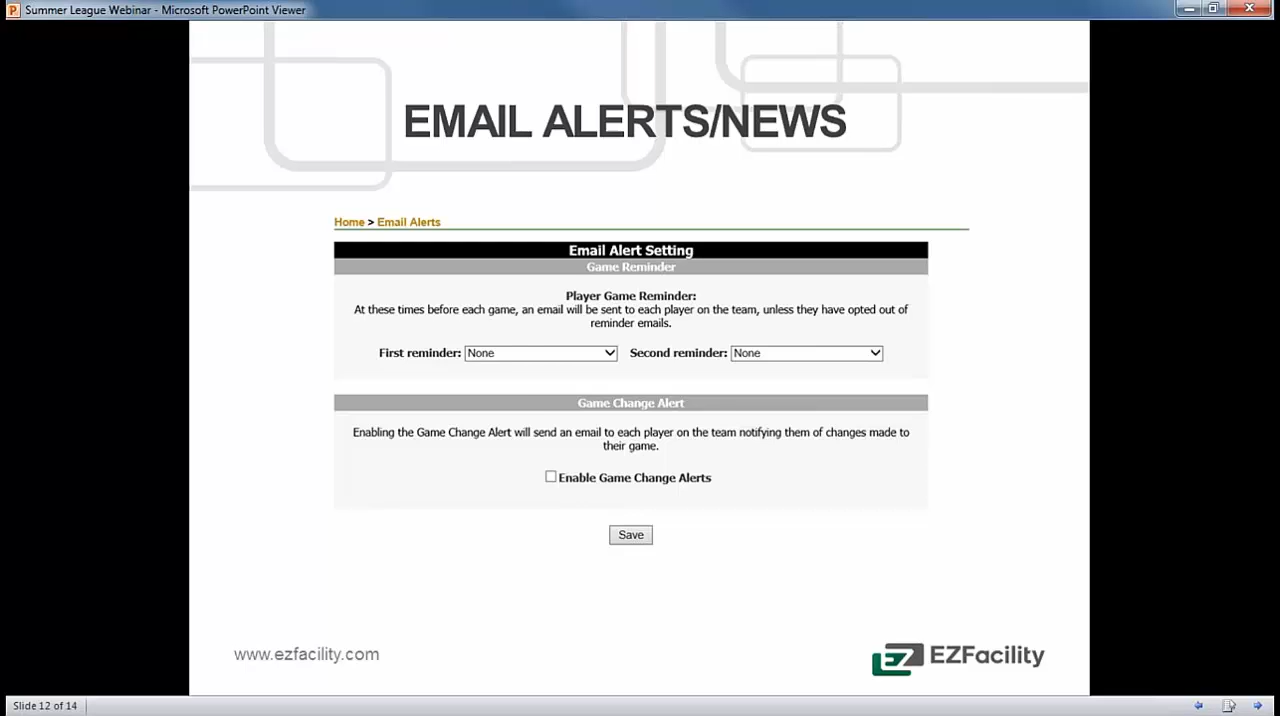 Summer League Webinar - Microsoft PowerPoint Viewer
EMAIL ALERTS/NEWS
Home > Email Alerts
Email Alert Setting
Game Reminder
Player Game Reminder:
At these times before each game, an email will be sent to each player on the team, unless they have opted out of
reminder emails.
First reminder: None Second reminder: None
Game Change Alert
Enabling the Game Change Alert will send an email to each player on the team notifying them of changes made to
their game.
Enable Game Change Alerts
Save
www.ezfacility.com
EZ EZFacility
Slide 12 of 14